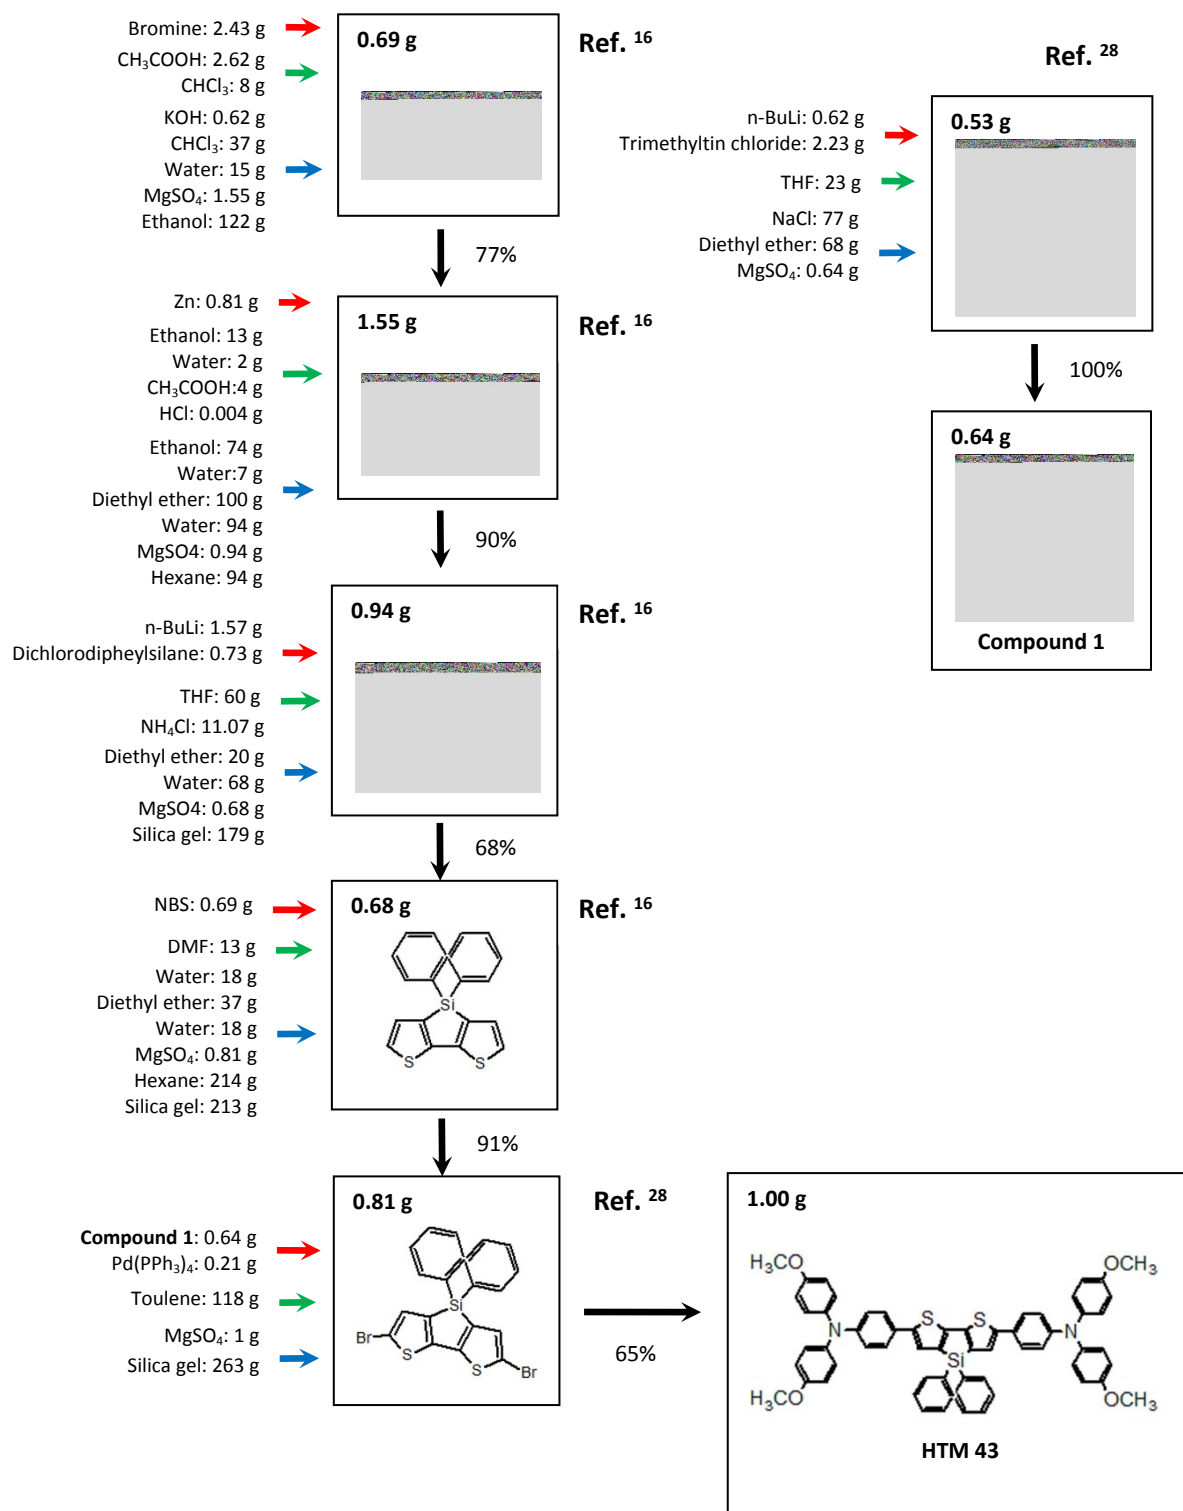 Bromine: 2.43 g
CH₃COOH: 2.62 g
CHCl₃: 8 g
KOH: 0.62 g
CHCl₃: 37 g
Water: 15 g
MgSO₄: 1.55 g
Ethanol: 122 g
0.69 g
Ref. ¹⁶
77%
Zn: 0.81 g
Ethanol: 13 g
Water: 2 g
CH₃COOH:4 g
HCl: 0.004 g
Ethanol: 74 g
Water:7 g
Diethyl ether: 100 g
Water: 94 g
MgSO4: 0.94 g
Hexane: 94 g
1.55 g
Ref. ¹⁶
90%
n-BuLi: 1.57 g
Dichlorodipheylsilane: 0.73 g
THF: 60 g
NH₄Cl: 11.07 g
Diethyl ether: 20 g
Water: 68 g
MgSO4: 0.68 g
Silica gel: 179 g
0.94 g
Ref. ¹⁶
68%
NBS: 0.69 g
DMF: 13 g
Water: 18 g
Diethyl ether: 37 g
Water: 18 g
MgSO₄: 0.81 g
Hexane: 214 g
Silica gel: 213 g
0.68 g
Si
S S
Ref. ¹⁶
91%
Compound 1: 0.64 g
Pd(PPh₃)₄: 0.21 g
Toulene: 118 g
MgSO₄: 1 g
Silica gel: 263 g
0.81 g
Si
Br
S S
Br
Ref. ²⁸
65%
Ref. ²⁸
n-BuLi: 0.62 g
Trimethyltin chloride: 2.23 g
THF: 23 g
NaCl: 77 g
Diethyl ether: 68 g
MgSO₄: 0.64 g
0.53 g
100%
0.64 g
Compound 1
1.00 g
H₃CO OCH₃
S S
N N
Si
H₃CO OCH₃
HTM 43